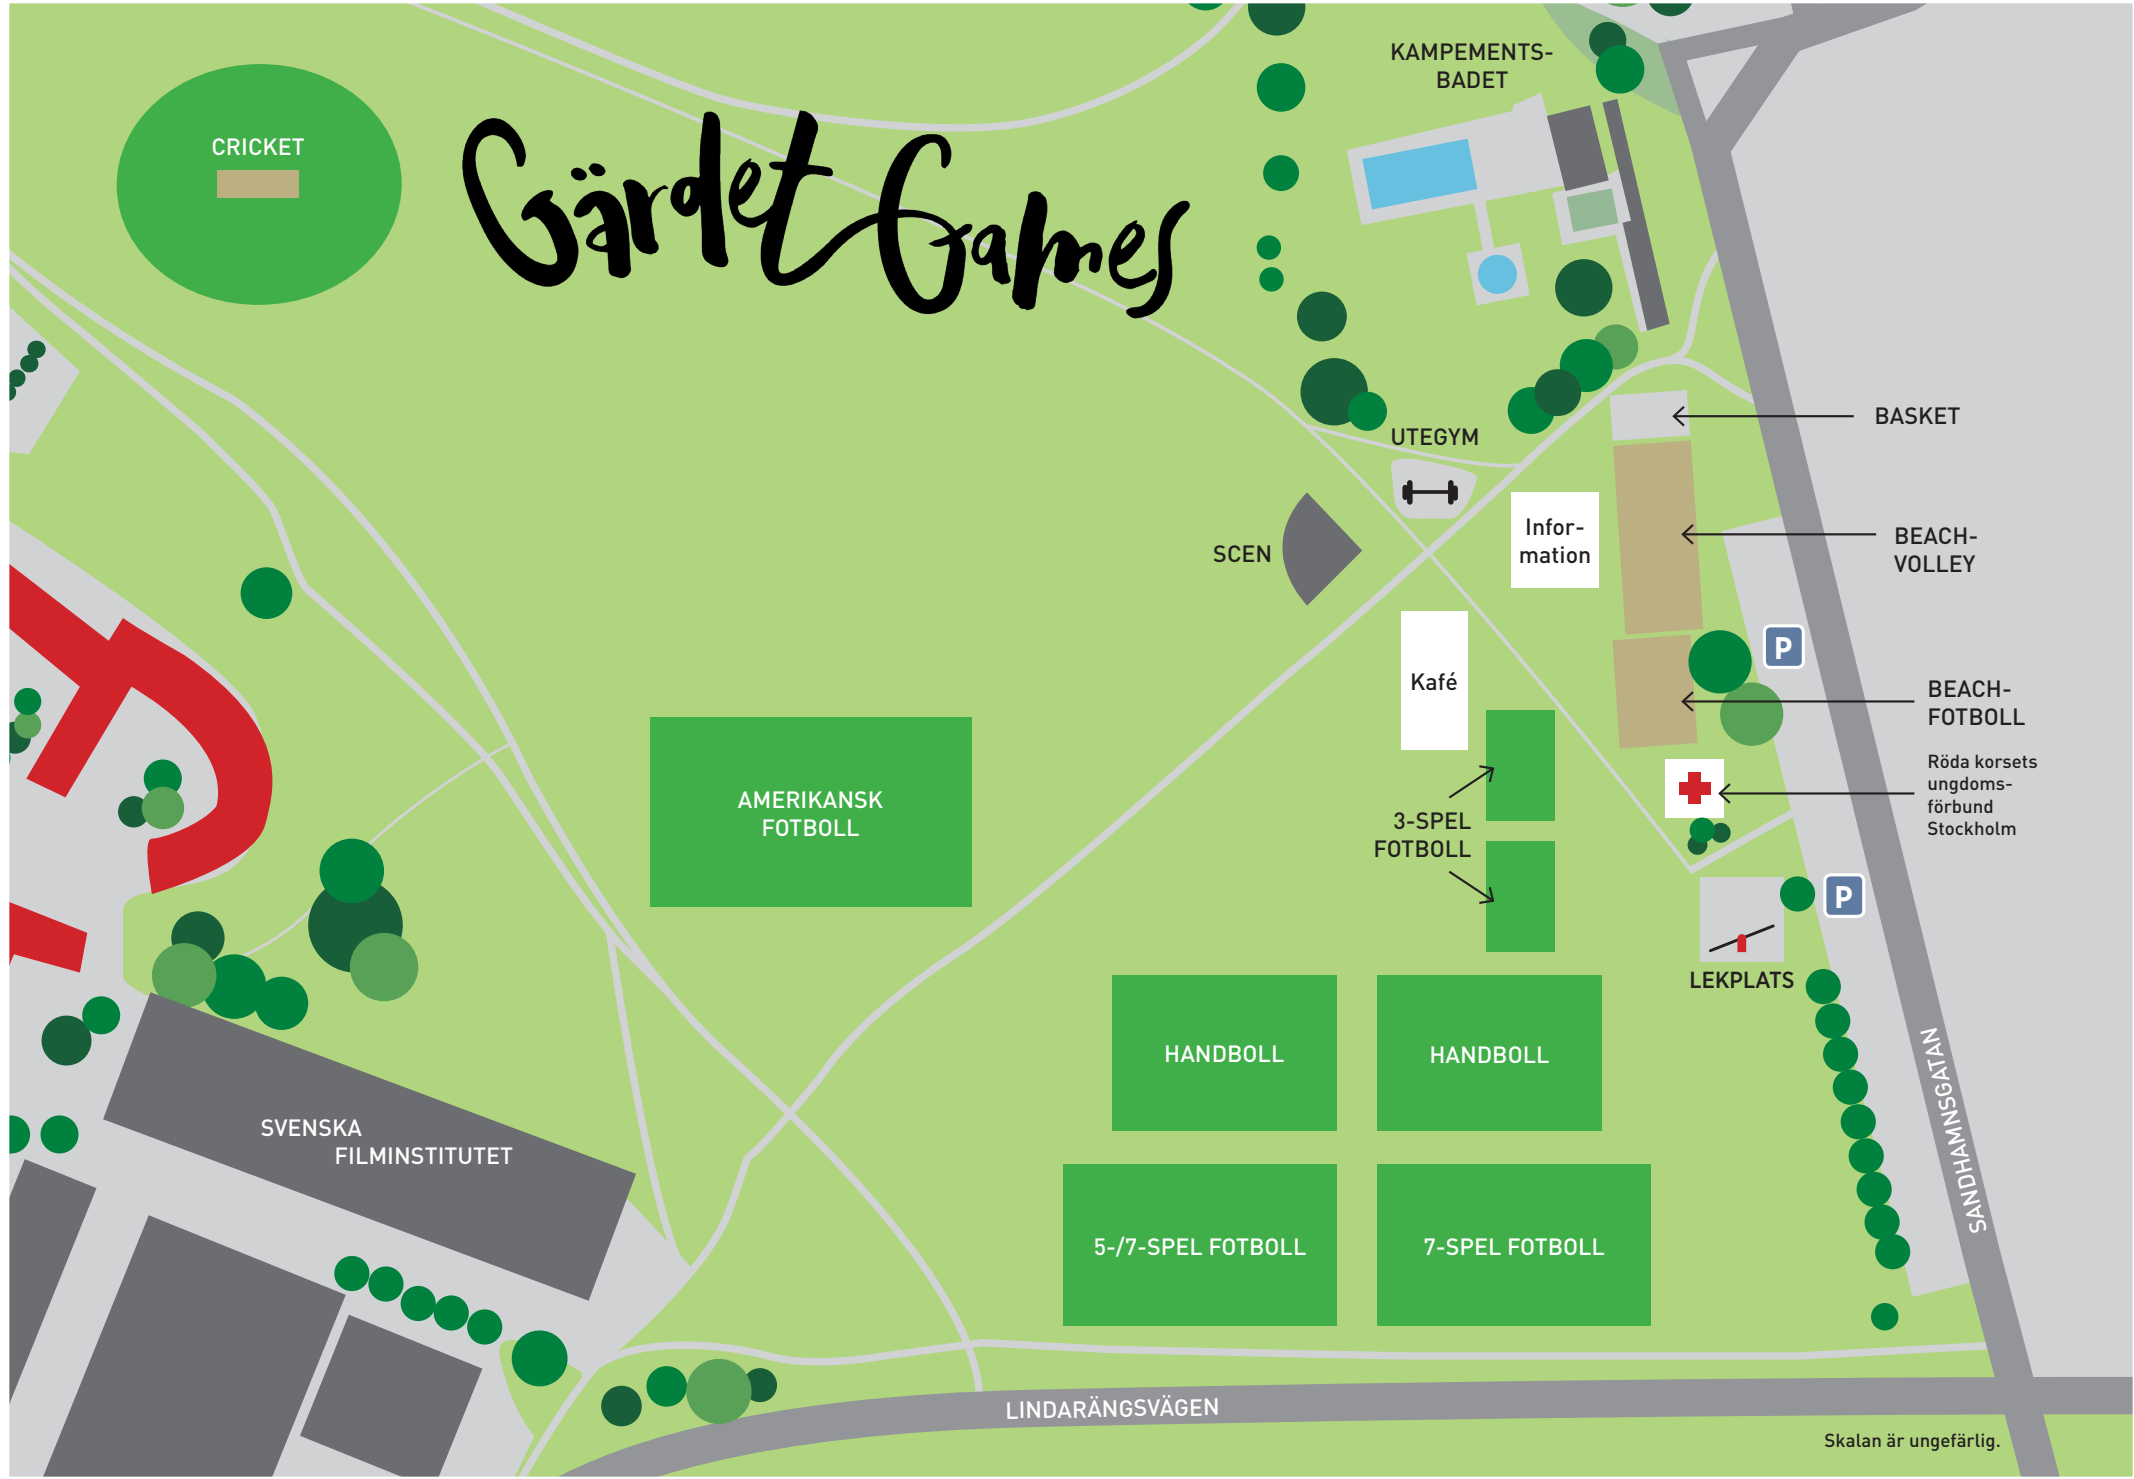 KAMPEMENTS-
BADET
CRICKET
Gärdet Games
BASKET
UTEGYM
Infor-
mation
BEACH-
VOLLEY
SCEN
P
Kafé
BEACH-
FOTBOLL
Röda korsets
ungdoms-
förbund
Stockholm
AMERIKANSK
FOTBOLL
3-SPEL
FOTBOLL
P
LEKPLATS
HANDBOLL
HANDBOLL
SANDHAMNSGATAN
SVENSKA
FILMINSTITUTET
5-/7-SPEL FOTBOLL
7-SPEL FOTBOLL
LINDARÄNGSVÄGEN
Skalan är ungefärlig.